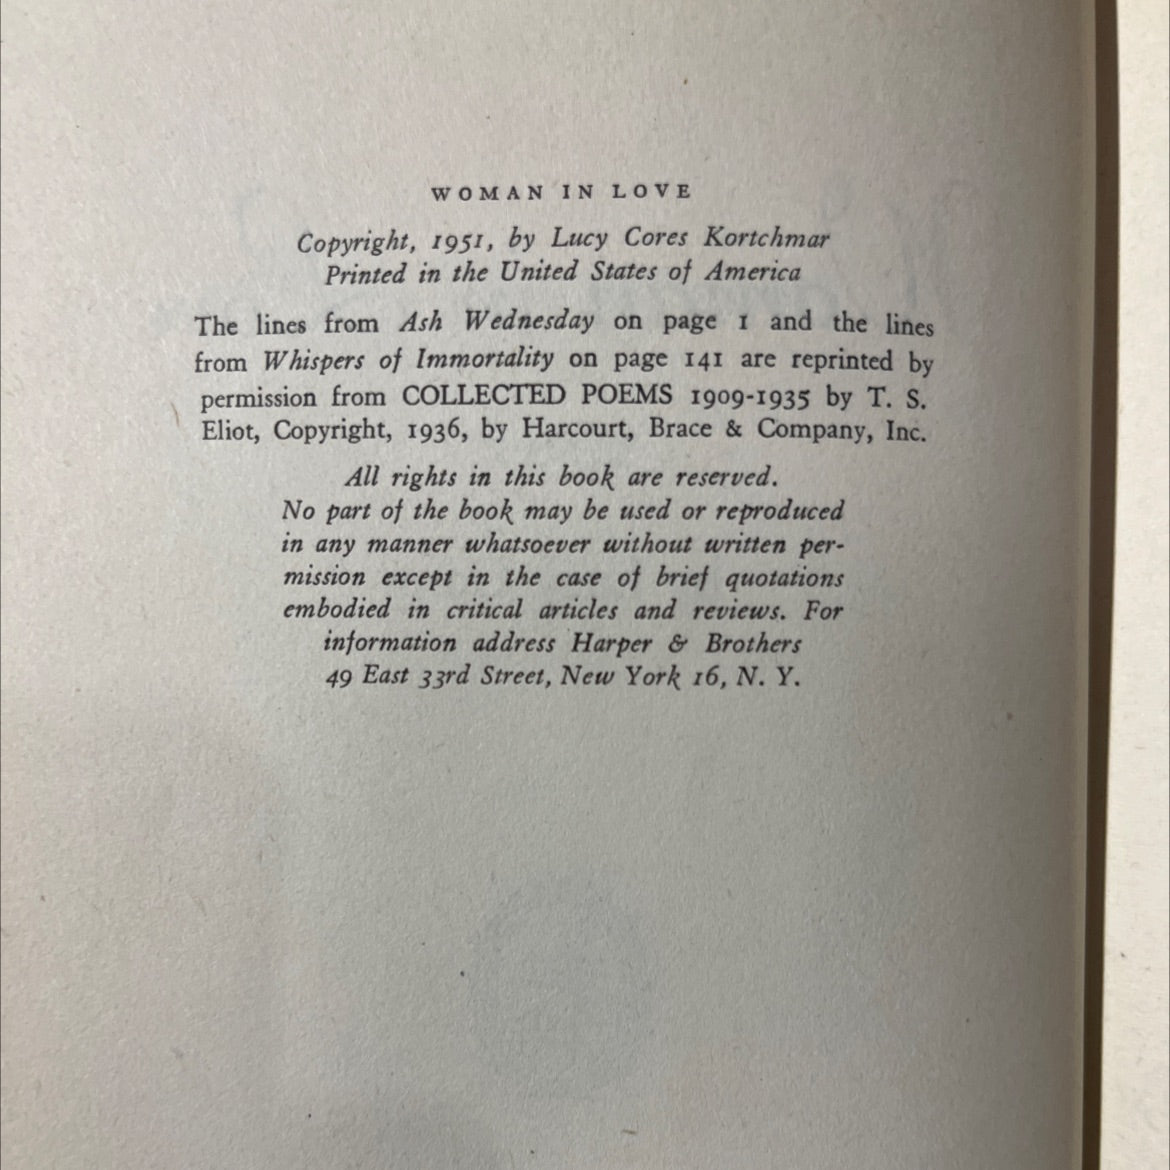 WOMAN IN LOVE
Copyright, 1951, by Lucy Cores Kortchmar
Printed in the United States of America
The lines from Ash Wednesday on page 1 and the lines
from Whispers of Immortality on page 141 are reprinted by
permission from COLLECTED POEMS 1909-1935 by T. S.
Eliot, Copyright, 1936, by Harcourt, Brace & Company, Inc.
All rights in this book are reserved.
No part of the book may be used or reproduced
in any manner whatsoever without written per-
mission except in the case of brief quotations
embodied in critical articles and reviews. For
information address Harper & Brothers
49 East 33rd Street, New York 16, N. Y.